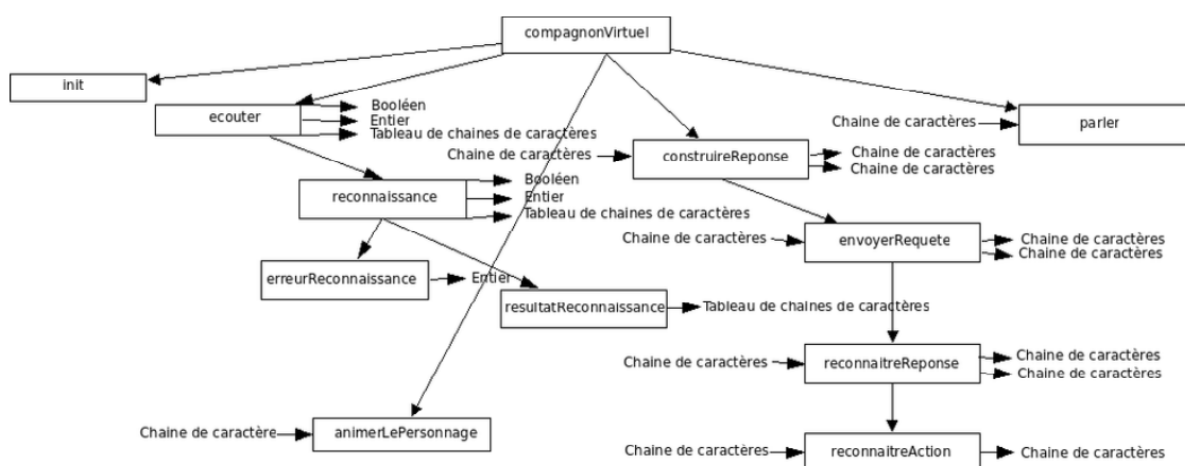 compagnonVirtuel
init
ecouter
Booléen
Entier
Tableau de chaines de caractères
Chaîne de caractères
parler
Chaîne de caractères
construireReponse
Chaine de caractères
Chaine de caractères
reconnaissance
Booléen
Entier
Tableau de chaines de caractères
Chaine de caractères
envoyerRequete
Chaine de caractères
Chaine de caractères
erreurReconnaissance
Entier
resultatReconnaissance
Tableau de chaines de caractères
Chaine de caractères
reconnaitreReponse
Chaine de caractères
Chaine de caractères
Chaine de caractère
animerLePersonnage
Chaine de caractères
reconnaitreAction
Chaine de caractères